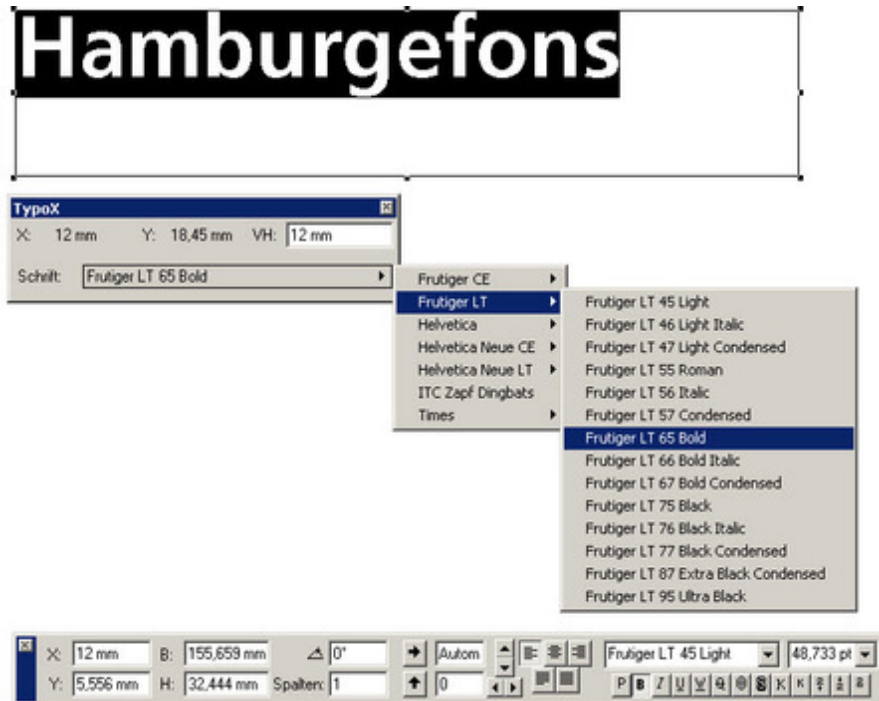 Hamburgefons
TypoX
X: 12 mm Y: 18,45 mm VH: 12 mm
Schrift: Frutiger LT 65 Bold
Frutiger CE
Frutiger LT
Helvetica
Helvetica Neue CE
Helvetica Neue LT
ITC Zapf Dingbats
Times
Frutiger LT 45 Light
Frutiger LT 46 Light Italic
Frutiger LT 47 Light Condensed
Frutiger LT 55 Roman
Frutiger LT 56 Italic
Frutiger LT 57 Condensed
Frutiger LT 65 Bold
Frutiger LT 66 Bold Italic
Frutiger LT 67 Bold Condensed
Frutiger LT 75 Black
Frutiger LT 76 Black Italic
Frutiger LT 77 Black Condensed
Frutiger LT 87 Extra Black Condensed
Frutiger LT 95 Ultra Black
X: 12 mm B: 155,659 mm 0° Autom Frutiger LT 45 Light 48,733 pt
Y: 5,556 mm H: 32,444 mm Spalten: 1 0 P B I U W Q S K K